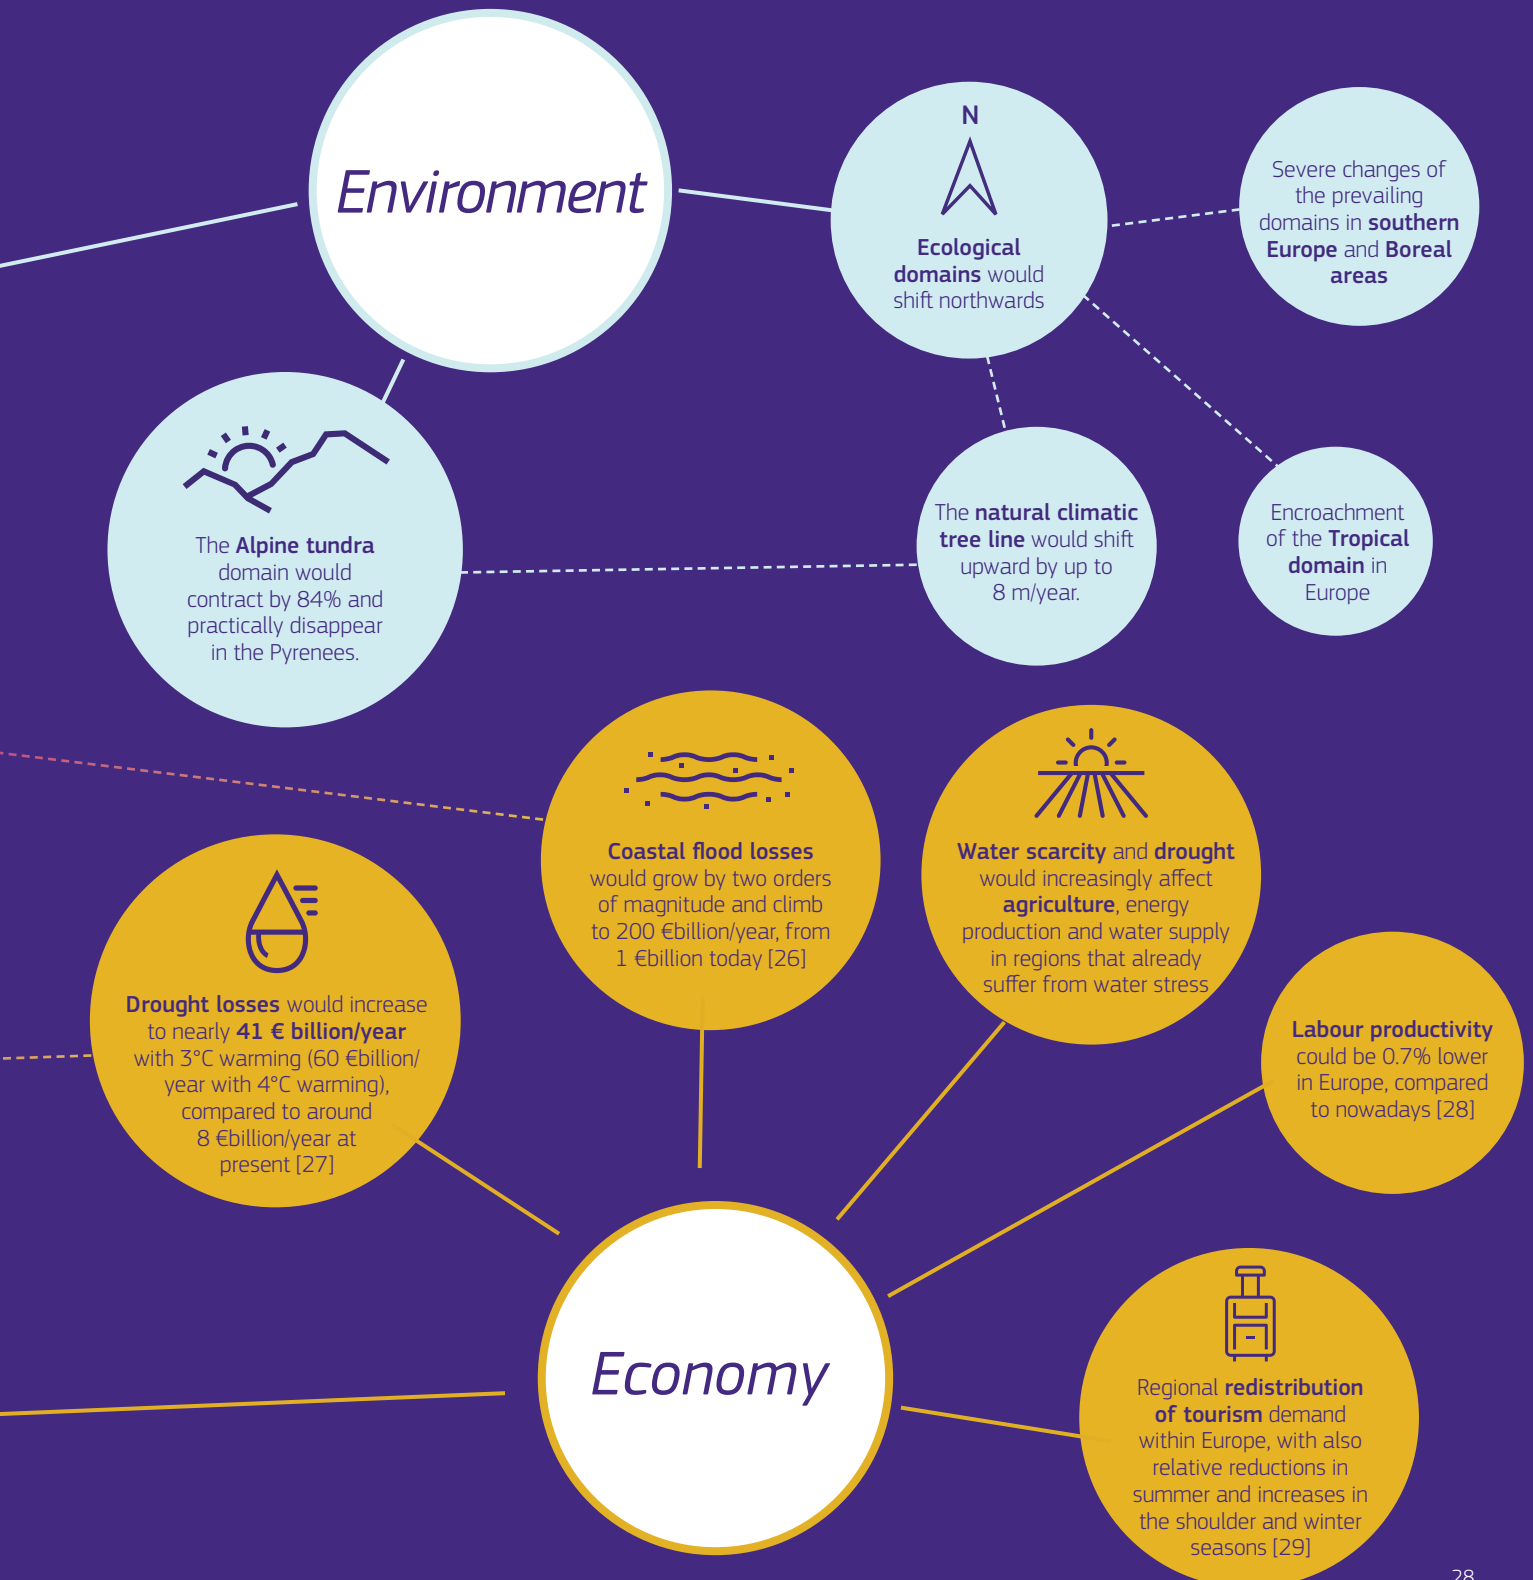 Environment
N
Ecological
domains would
shift northwards
Severe changes of
the prevailing
domains in southern
Europe and Boreal
areas
The Alpine tundra
domain would
contract by 84% and
practically disappear
in the Pyrenees.
The natural climatic
tree line would shift
upward by up to
8 m/year.
Encroachment
of the Tropical
domain in
Europe
Coastal flood losses
would grow by two orders
of magnitude and climb
to 200 €billion/year, from
1 €billion today [26]
Water scarcity and drought
would increasingly affect
agriculture, energy
production and water supply
in regions that already
suffer from water stress
Drought losses would increase
to nearly 41 € billion/year
with 3°C warming (60 €billion/
year with 4°C warming),
compared to around
8 €billion/year at
present [27]
Labour productivity
could be 0.7% lower
in Europe, compared
to nowadays [28]
Economy
Regional redistribution
of tourism demand
within Europe, with also
relative reductions in
summer and increases in
the shoulder and winter
seasons [29]
28